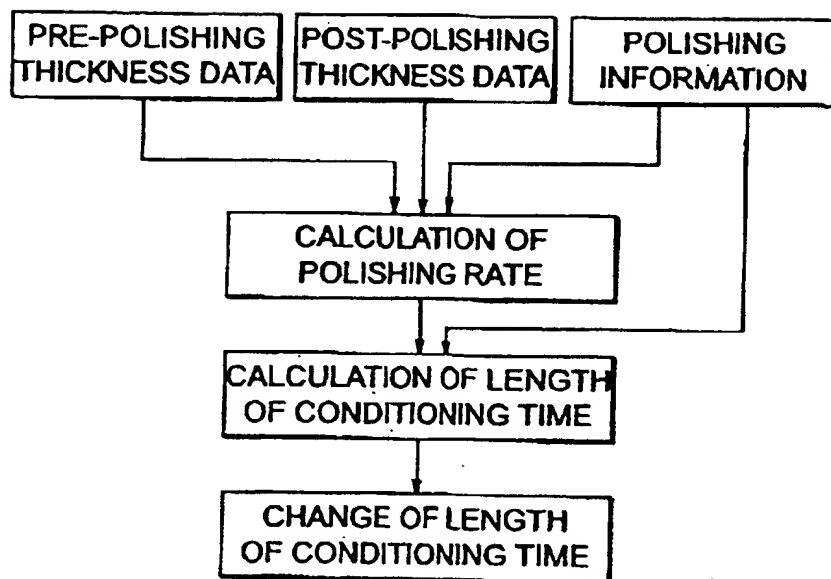 PRE-POLISHING
THICKNESS DATA
POST-POLISHING
THICKNESS DATA
POLISHING
INFORMATION
CALCULATION OF
POLISHING RATE
CALCULATION OF LENGTH
OF CONDITIONING TIME
CHANGE OF LENGTH
OF CONDITIONING TIME